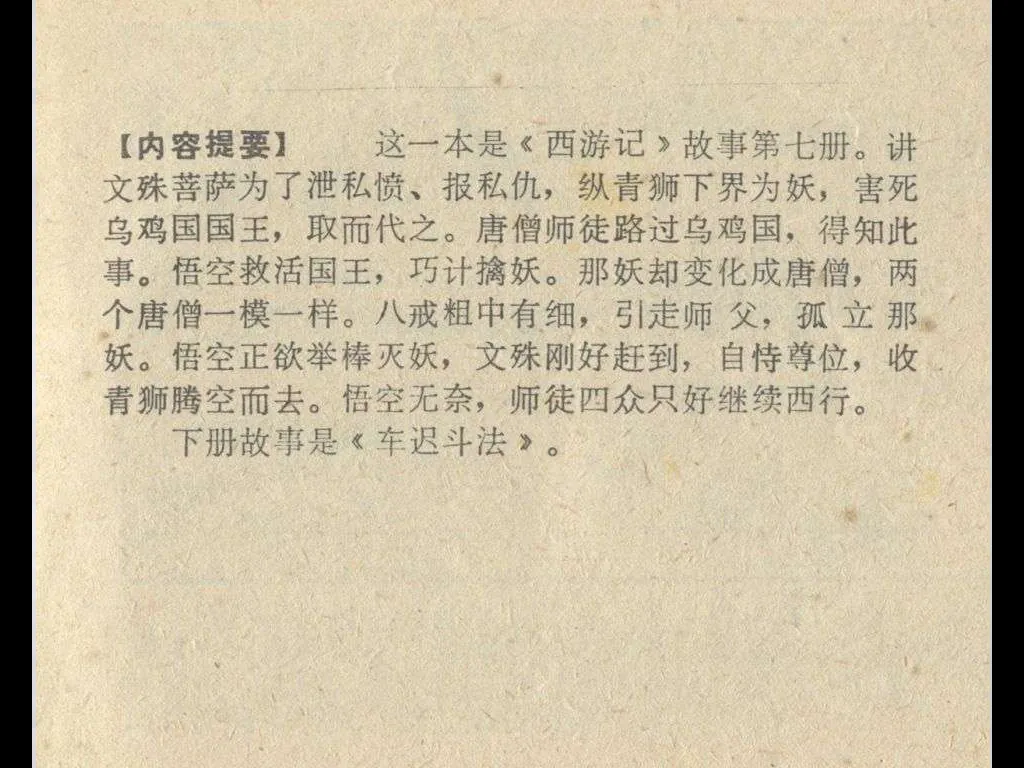 【内容提要】 这一本是《西游记》故事第七册。讲
文殊菩萨为了泄私愤、报私仇，纵青狮下界为妖，害死
乌鸡国国王，取而代之。唐僧师徒路过乌鸡国，得知此
事。悟空救活国王，巧计擒妖。那妖却变化成唐僧，两
个唐僧一模一样。八戒粗中有细，引走师父，孤立那
妖。悟空正欲举棒灭妖，文殊刚好赶到，自恃尊位，收
青狮腾空而去。悟空无奈，师徒四众只好继续西行。
下册故事是《车迟斗法》。